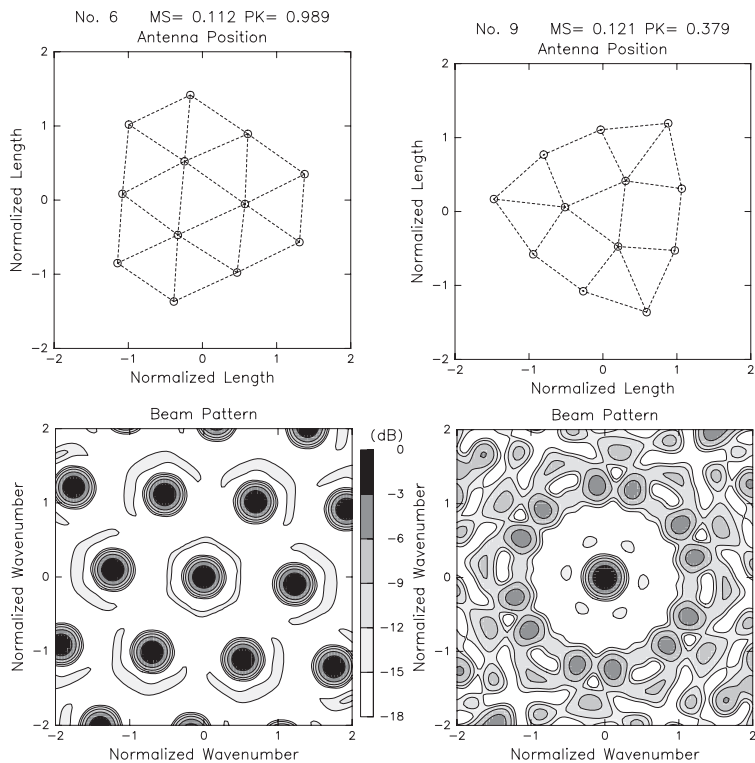 No. 6 MS= 0.112 PK= 0.989
Antenna Position
2
1
0
−1
−2
Normalized Length
−2 −1 0 1 2
Normalized Length
No. 9 MS= 0.121 PK= 0.379
Antenna Position
2
1
0
−1
−2
Normalized Length
−2 −1 0 1 2
Normalized Length
Beam Pattern
2
1
0
−1
−2
Normalized Wavenumber
−2 −1 0 1 2
Normalized Wavenumber
(dB)
0
−3
−6
−9
−12
−15
−18
Beam Pattern
2
1
0
−1
−2
Normalized Wavenumber
−2 −1 0 1 2
Normalized Wavenumber